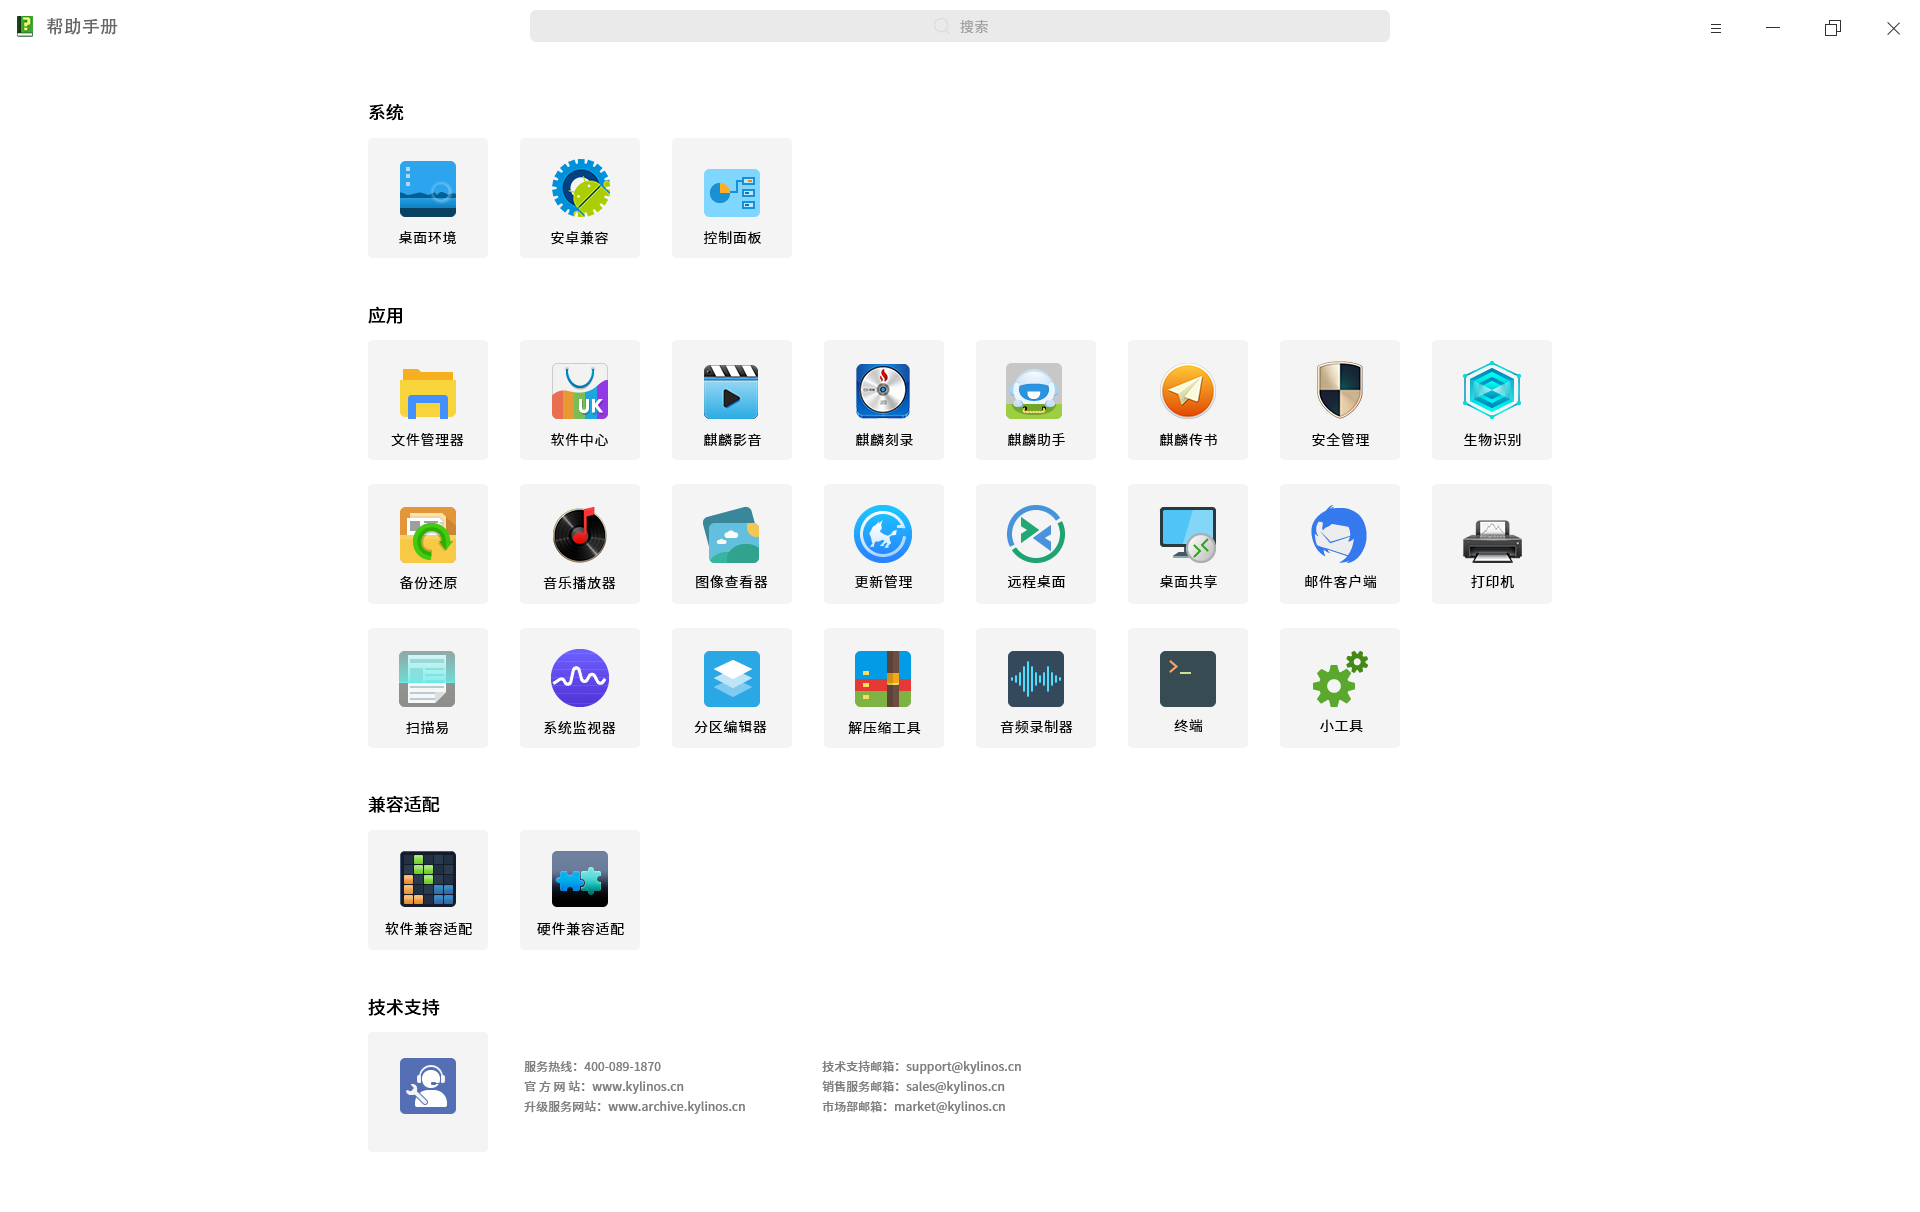 帮助手册
搜索
系统
桌面环境
安卓兼容
控制面板
应用
文件管理器
软件中心
麒麟影音
麒麟刻录
麒麟助手
麒麟传书
安全管理
生物识别
UK
备份还原
音乐播放器
图像查看器
更新管理
远程桌面
桌面共享
邮件客户端
打印机
扫描易
系统监视器
分区编辑器
解压缩工具
音频录制器
终端
小工具
兼容适配
软件兼容适配
硬件兼容适配
技术支持
服务热线：400-089-1870
官 方 网 站：www.kylinos.cn
升级服务网站：www.archive.kylinos.cn
技术支持邮箱：support@kylinos.cn
销售服务邮箱：sales@kylinos.cn
市场部邮箱：market@kylinos.cn